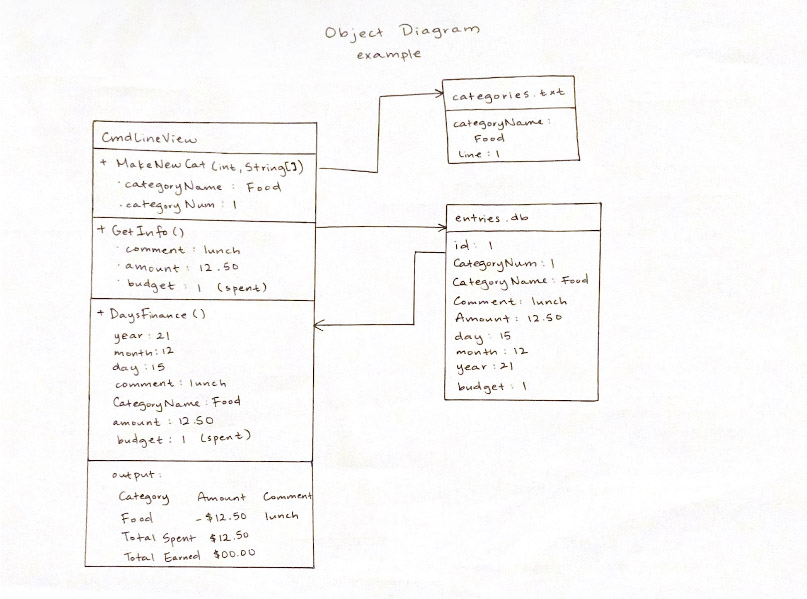 Object Diagram
example
CmdLineView
+ MakeNewCat (int, String[])
· categoryName : Food
· category Num : 1
+ GetInfo ()
· comment : lunch
· amount : 12.50
· budget : 1 (spent)
+ DaysFinance ()
year : 21
month : 12
day : 15
comment : lunch
CategoryName : Food
amount : 12.50
budget : 1 (spent)
output :
Category Amount Comment
Food - $12.50 lunch
Total Spent $12.50
Total Earned $00.00
categories.txt
categoryName :
Food
Line : 1
entries.db
id : 1
CategoryNum : 1
Category Name : Food
Comment : lunch
Amount : 12.50
day : 15
month : 12
year : 21
budget : 1